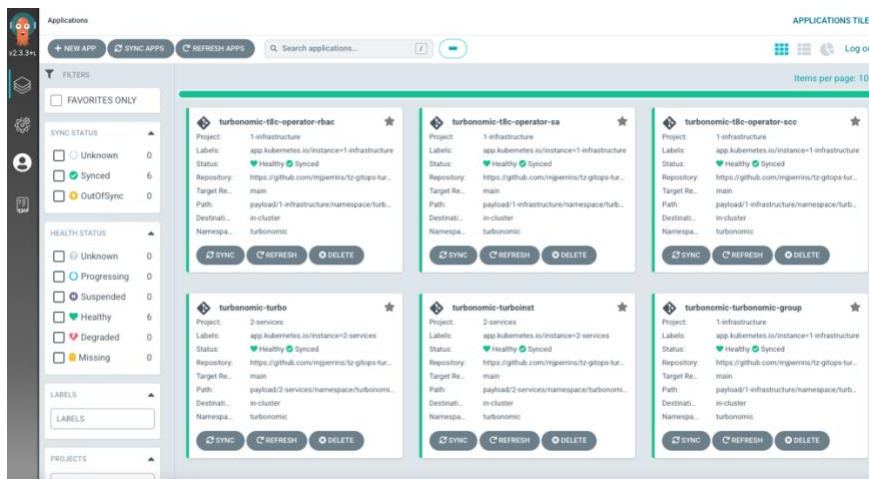 Applications
APPLICATIONS TILE
v2.3.3+
+ NEW APP
SYNC APPS
REFRESH APPS
Search applications...
/
Log o
FILTERS
Items per page: 10
FAVORITES ONLY
SYNC STATUS
Unknown 0
Synced 6
OutOfSync 0
HEALTH STATUS
Unknown 0
Progressing 0
Suspended 0
Healthy 6
Degraded 0
Missing 0
LABELS
LABELS
PROJECTS
turbonomic-t8c-operator-rbac
Project: 1-infrastructure
Labels: app.kubernetes.io/instance=1-infrastructure
Status: Healthy Synced
Repository: https://github.com/mjperrins/tz-gitops-tur...
Target Re... main
Path: payload/1-infrastructure/namespace/turb...
Destinati... in-cluster
Namespa... turbonomic
SYNC REFRESH DELETE
turbonomic-t8c-operator-sa
Project: 1-infrastructure
Labels: app.kubernetes.io/instance=1-infrastructure
Status: Healthy Synced
Repository: https://github.com/mjperrins/tz-gitops-tur...
Target Re... main
Path: payload/1-infrastructure/namespace/turb...
Destinati... in-cluster
Namespa... turbonomic
SYNC REFRESH DELETE
turbonomic-t8c-operator-scc
Project: 1-infrastructure
Labels: app.kubernetes.io/instance=1-infrastructure
Status: Healthy Synced
Repository: https://github.com/mjperrins/tz-gitops-tur...
Target Re... main
Path: payload/1-infrastructure/namespace/turb...
Destinati... in-cluster
Namespa... turbonomic
SYNC REFRESH DELETE
turbonomic-turbo
Project: 2-services
Labels: app.kubernetes.io/instance=2-services
Status: Healthy Synced
Repository: https://github.com/mjperrins/tz-gitops-tur...
Target Re... main
Path: payload/2-services/namespace/turbonomi...
Destinati... in-cluster
Namespa... turbonomic
SYNC REFRESH DELETE
turbonomic-turboinst
Project: 2-services
Labels: app.kubernetes.io/instance=2-services
Status: Healthy Synced
Repository: https://github.com/mjperrins/tz-gitops-tur...
Target Re... main
Path: payload/2-services/namespace/turbonomi...
Destinati... in-cluster
Namespa... turbonomic
SYNC REFRESH DELETE
turbonomic-turbonomic-group
Project: 1-infrastructure
Labels: app.kubernetes.io/instance=1-infrastructure
Status: Healthy Synced
Repository: https://github.com/mjperrins/tz-gitops-tur...
Target Re... main
Path: payload/1-infrastructure/namespace/turb...
Destinati... in-cluster
Namespa... turbonomic
SYNC REFRESH DELETE